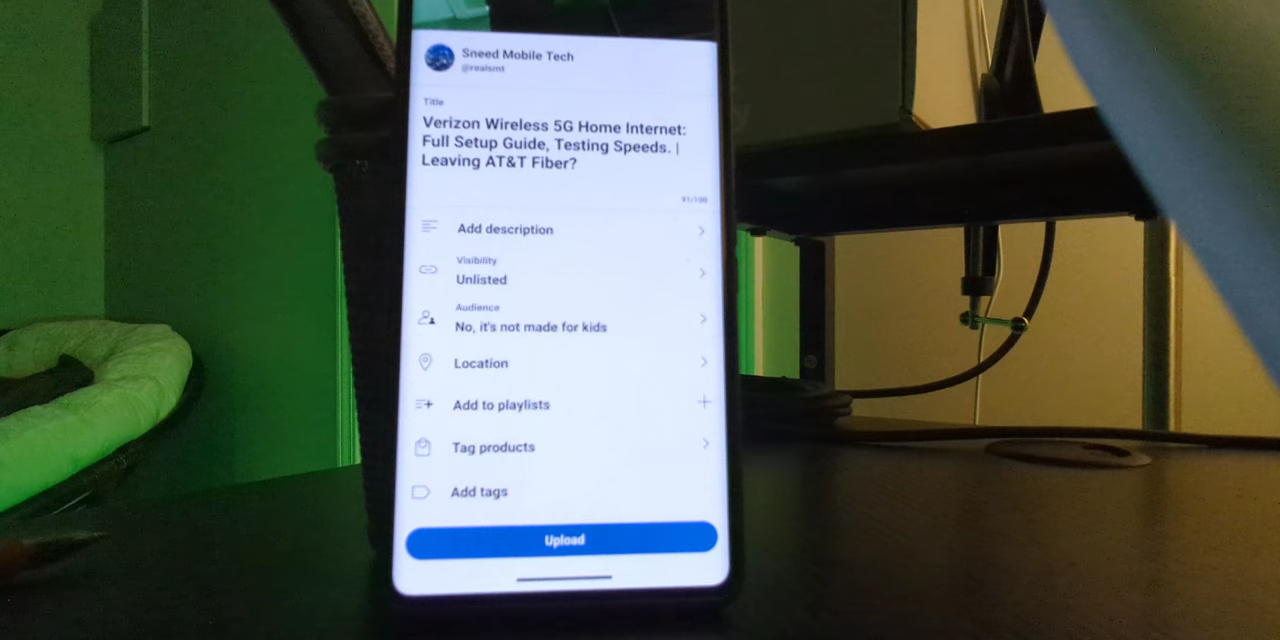 Sneed Mobile Tech
@realsmt
Title
Verizon Wireless 5G Home Internet:
Full Setup Guide, Testing Speeds. |
Leaving AT&T Fiber?
91/100
Add description
Visibility
Unlisted
Audience
No, it's not made for kids
Location
Add to playlists
Tag products
Add tags
Upload